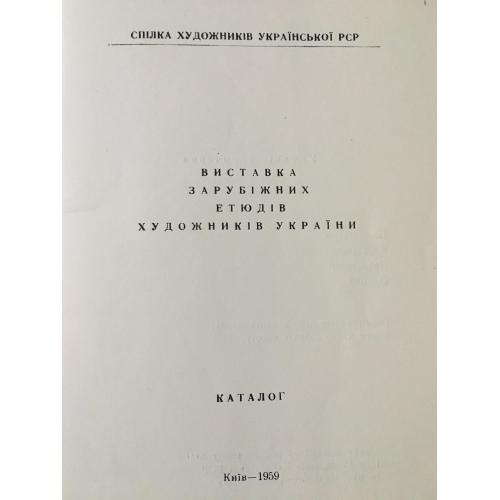 СПІЛКА ХУДОЖНИКІВ УКРАЇНСЬКОЇ РСР
ВИСТАВКА
ЗАРУБІЖНИХ
ЕТЮДІВ
ХУДОЖНИКІВ УКРАЇНИ
КАТАЛОГ
Київ—1959